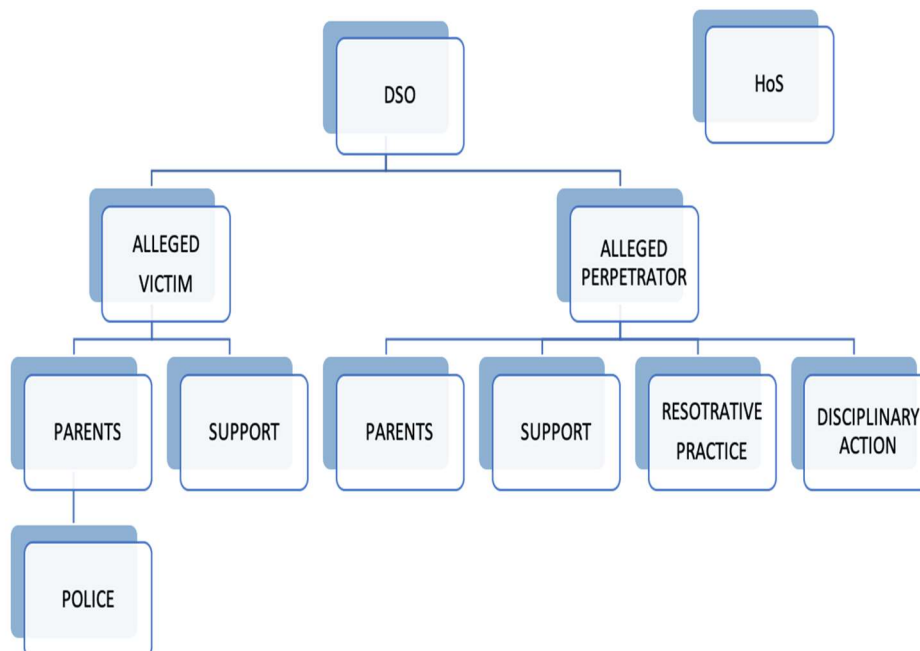 DSO
HoS
ALLEGED
VICTIM
ALLEGED
PERPETRATOR
PARENTS
SUPPORT
PARENTS
SUPPORT
RESOTRATIVE
PRACTICE
DISCIPLINARY
ACTION
POLICE